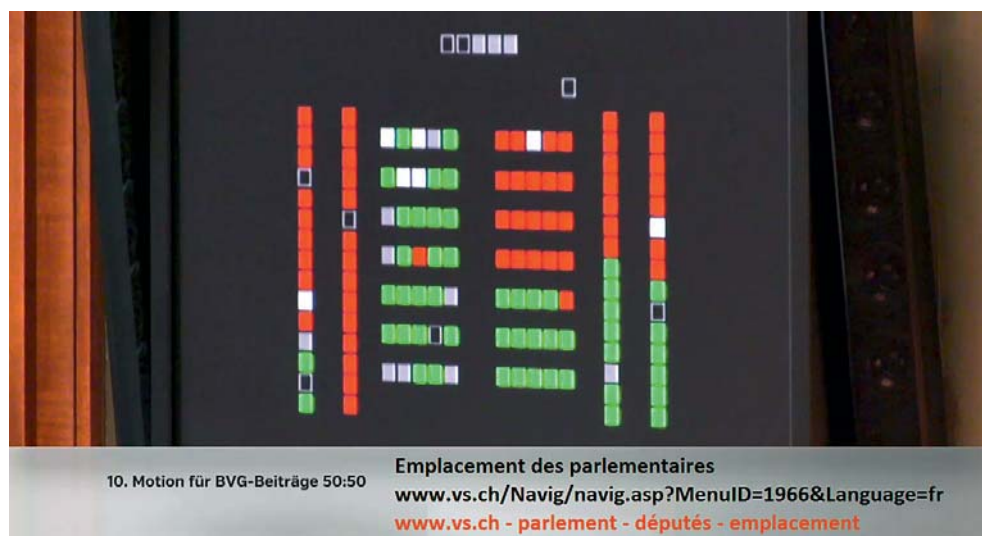 10. Motion für BVG-Beiträge 50:50
Emplacement des parlementaires
www.vs.ch/Navig/navig.asp?MenuID=1966&Language=fr
www.vs.ch - parlement - députés - emplacement